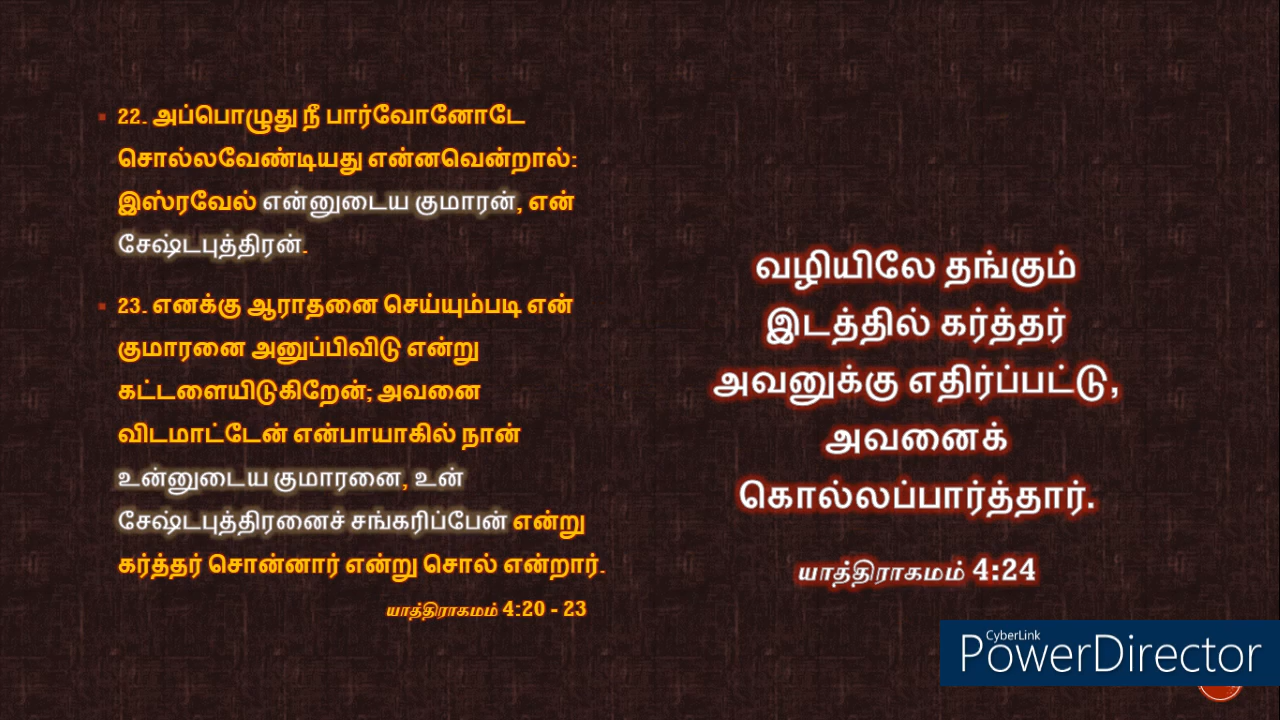 22. அப்பொழுது நீ பார்வோனோடே
சொல்லவேண்டியது என்னவென்றால்:
இஸ்ரவேல் என்னுடைய குமாரன், என்
சேஷ்டபுத்திரன்.
23. எனக்கு ஆராதனை செய்யும்படி என்
குமாரனை அனுப்பிவிடு என்று
கட்டளையிடுகிறேன்; அவனை
விடமாட்டேன் என்பாயாகில் நான்
உன்னுடைய குமாரனை, உன்
சேஷ்டபுத்திரனைச் சங்கரிப்பேன் என்று
கர்த்தர் சொன்னார் என்று சொல் என்றார்.
யாத்திராகமம் 4:20 - 23
வழியிலே தங்கும்
இடத்தில் கர்த்தர்
அவனுக்கு எதிர்ப்பட்டு,
அவனைக்
கொல்லப்பார்த்தார்.
யாத்திராகமம் 4:24
CyberLink
PowerDirector